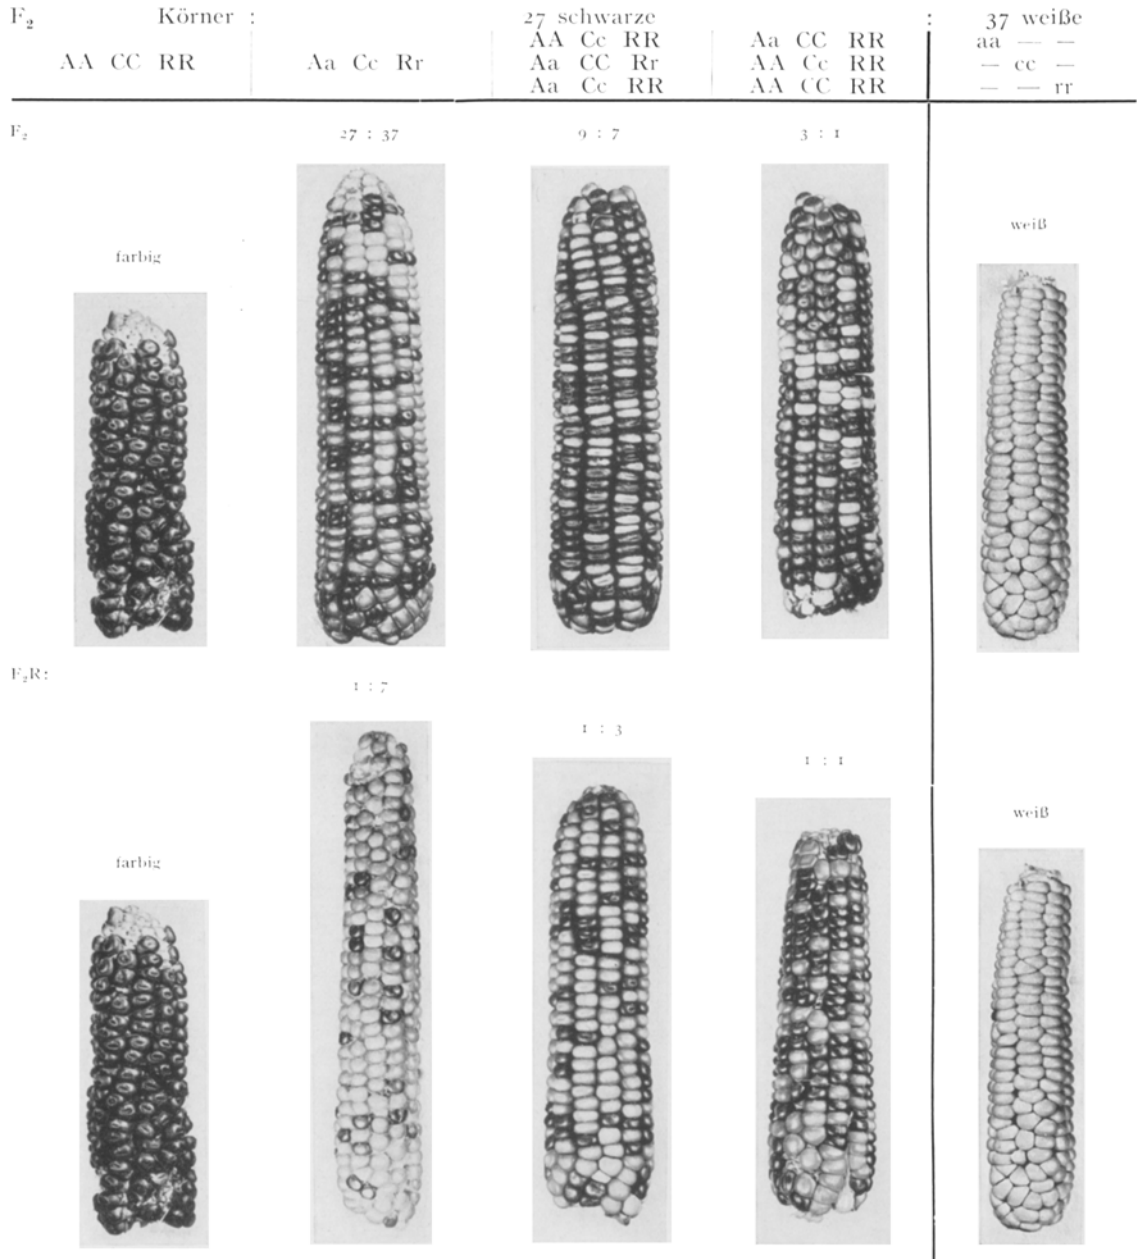 F₂ Körner : 27 schwarze : 37 weiße
AA CC RR
Aa Cc Rr
AA Cc RR
Aa CC Rr
Aa Cc RR
Aa CC RR
AA Cc RR
AA CC RR
aa — —
— cc —
— — rr
F₂
27 : 37
9 : 7
3 : 1
farbig
weiß
F₂R:
1 : 7
1 : 3
1 : 1
farbig
weiß